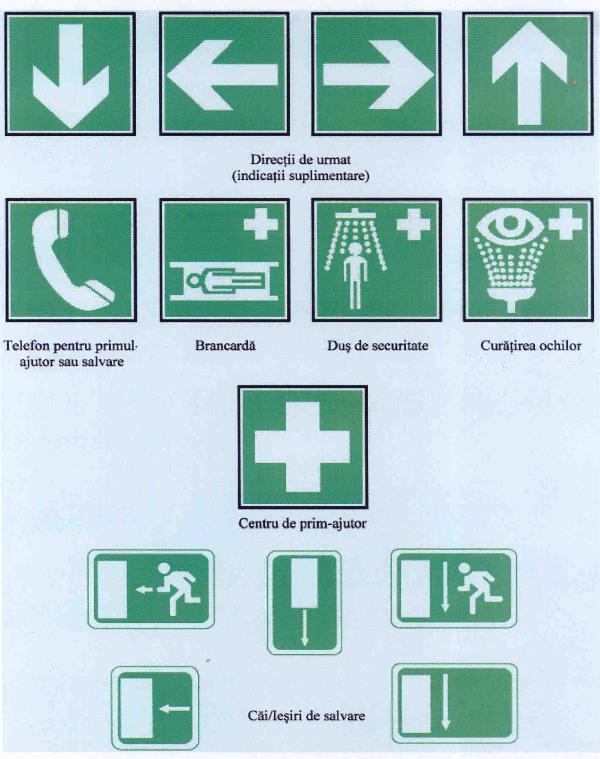 Direcții de urmat
(indicații suplimentare)
Telefon pentru primul-
ajutor sau salvare
Brancardă
Duș de securitate
Curățirea ochilor
Centru de prim-ajutor
Căi/Ieșiri de salvare